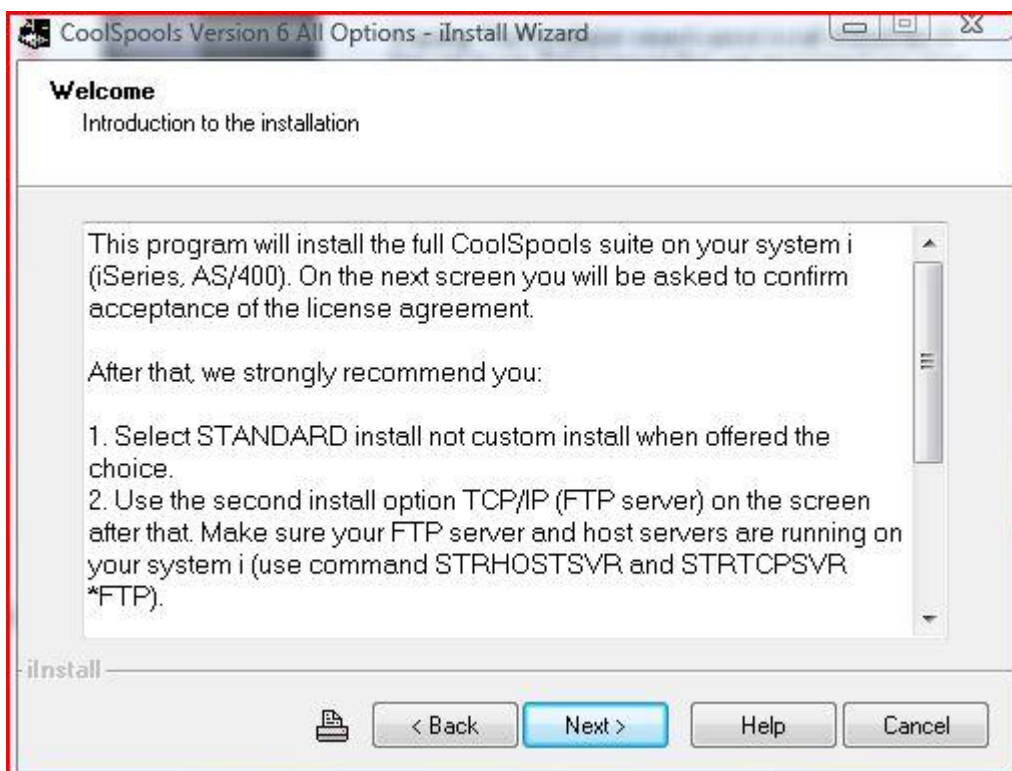 CoolSpools Version 6 All Options - iInstall Wizard
Welcome
Introduction to the installation
This program will install the full CoolSpools suite on your system i
(iSeries, AS/400). On the next screen you will be asked to confirm
acceptance of the license agreement.
After that, we strongly recommend you:
1. Select STANDARD install not custom install when offered the
choice.
2. Use the second install option TCP/IP (FTP server) on the screen
after that. Make sure your FTP server and host servers are running on
your system i (use command STRHOSTSVR and STRTCPSVR
*FTP).
iInstall
< Back
Next >
Help
Cancel